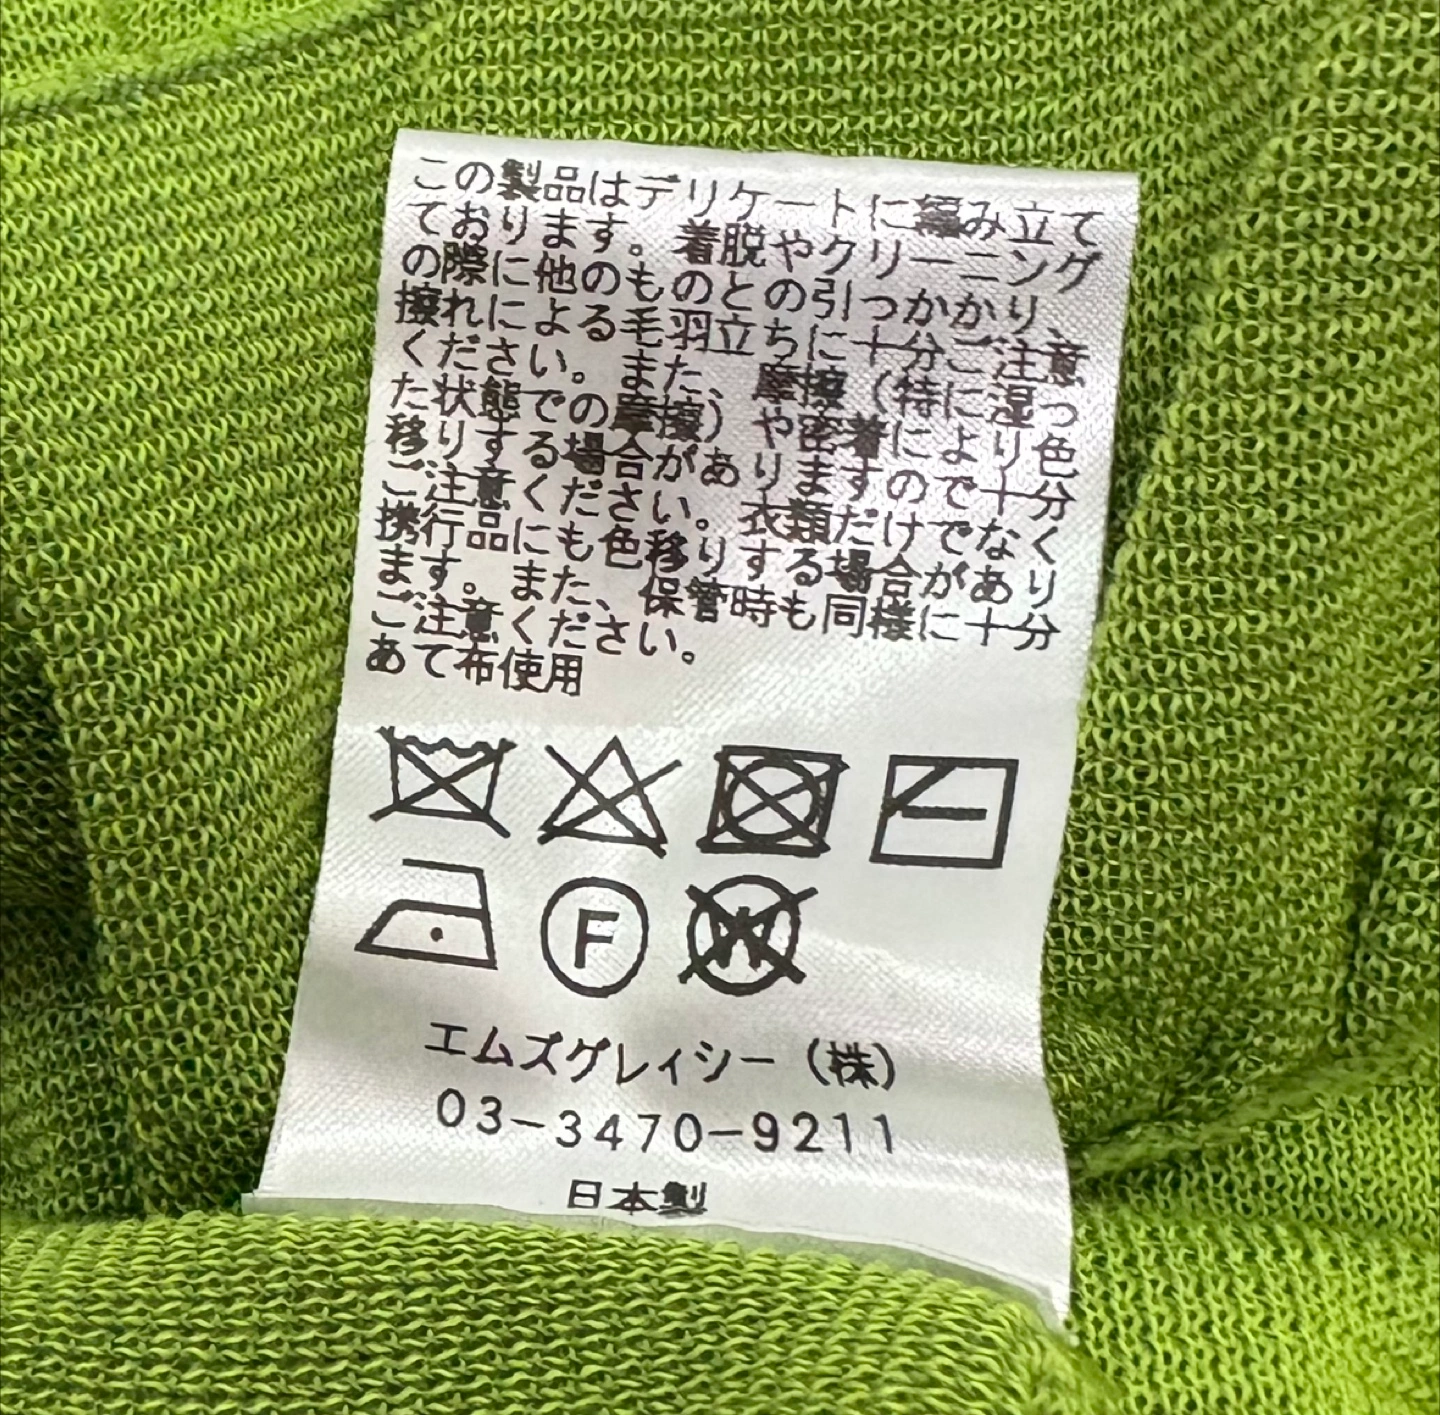 この製品はデリケートに編み立て
ております。着脱やクリーニング
の際に他のものとの引っかかり、
擦れによる毛羽立ちに十分ご注意
ください。また、摩擦（特に湿っ
た状態での摩擦）や密着により色
移りする場合がありますので十分
ご注意ください。衣類だけでなく
携行品にも色移りする場合があり
ます。また、保管時も同様に十分
ご注意ください。
あて布使用
F
W
エムズグレイシー（株）
03-3470-9211
日本製